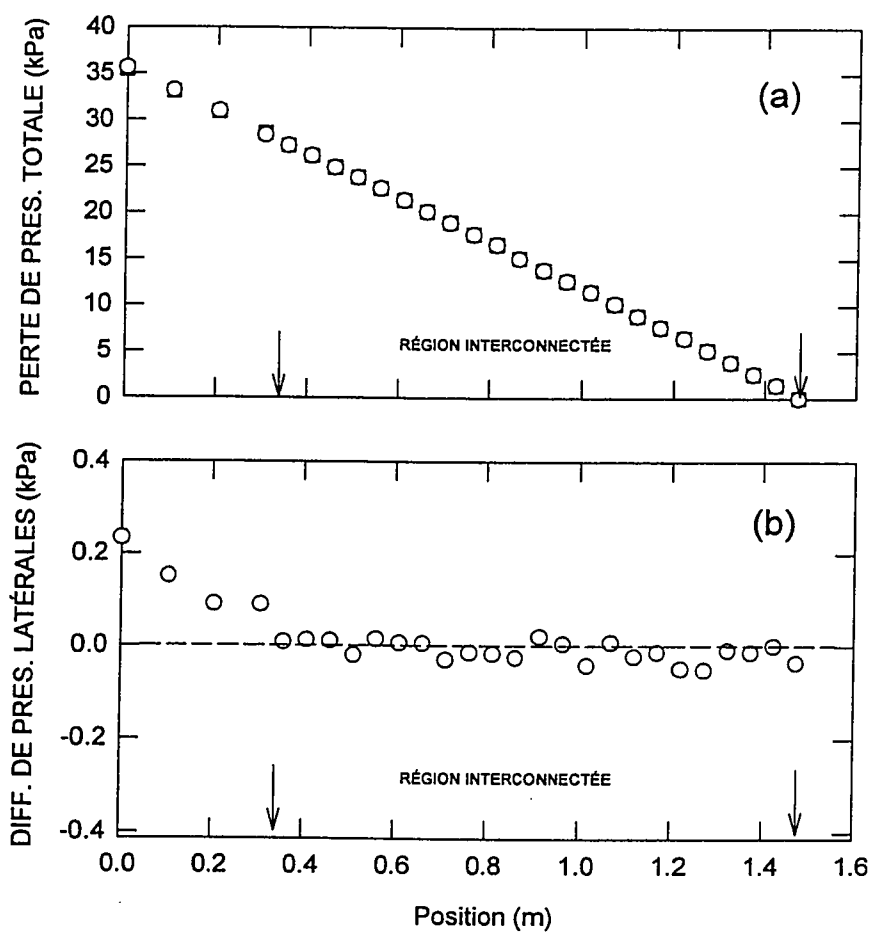 PERTE DE PRES. TOTALE (kPa)
40
35
30
25
20
15
10
5
0
(a)
RÉGION INTERCONNECTÉE
DIFF. DE PRES. LATÉRALES (kPa)
0.4
0.2
0.0
-0.2
-0.4
(b)
RÉGION INTERCONNECTÉE
0.0 0.2 0.4 0.6 0.8 1.0 1.2 1.4 1.6
Position (m)